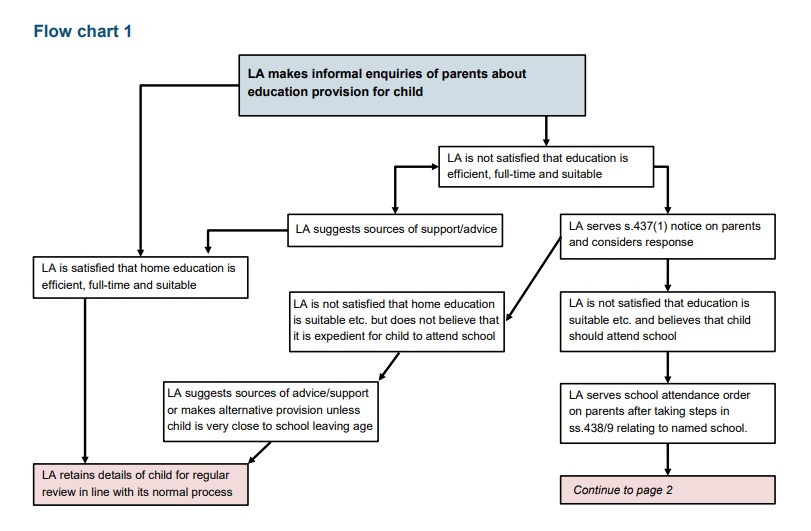 Flow chart 1
LA makes informal enquiries of parents about
education provision for child
LA is not satisfied that education is
efficient, full-time and suitable
LA suggests sources of support/advice
LA serves s.437(1) notice on parents
and considers response
LA is satisfied that home education is
efficient, full-time and suitable
LA is not satisfied that home education
is suitable etc. but does not believe that
it is expedient for child to attend school
LA is not satisfied that education is
suitable etc. and believes that child
should attend school
LA suggests sources of advice/support
or makes alternative provision unless
child is very close to school leaving age
LA serves school attendance order
on parents after taking steps in
ss.438/9 relating to named school.
LA retains details of child for regular
review in line with its normal process
Continue to page 2